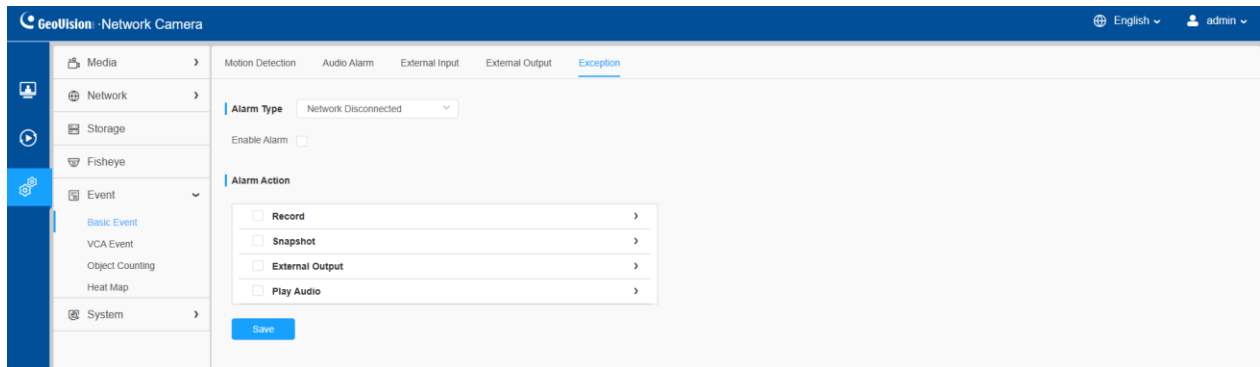 GeoVision: -Network Camera
English
admin
Media
Network
Storage
Fisheye
Event
Basic Event
VCA Event
Object Counting
Heat Map
System
Motion Detection Audio Alarm External Input External Output Exception
Alarm Type Network Disconnected
Enable Alarm
Alarm Action
Record
Snapshot
External Output
Play Audio
Save